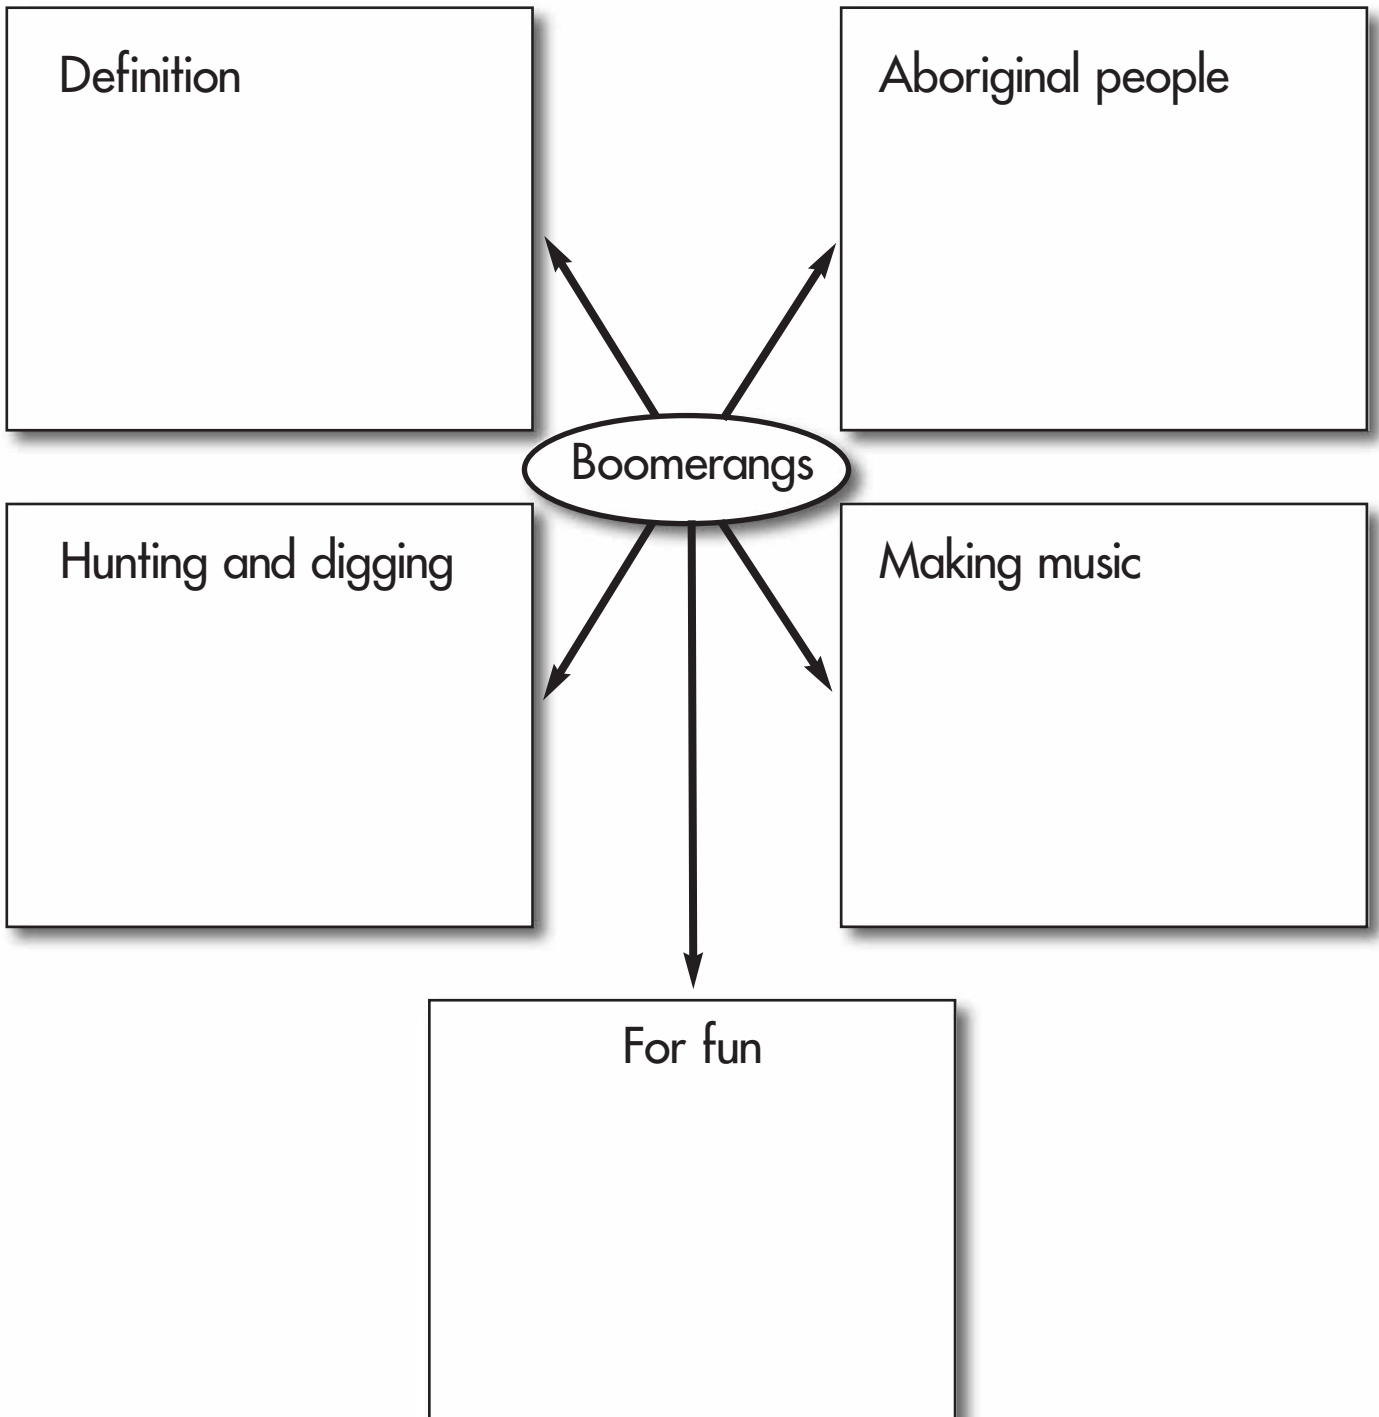 Definition
Aboriginal people
Boomerangs
Hunting and digging
Making music
For fun